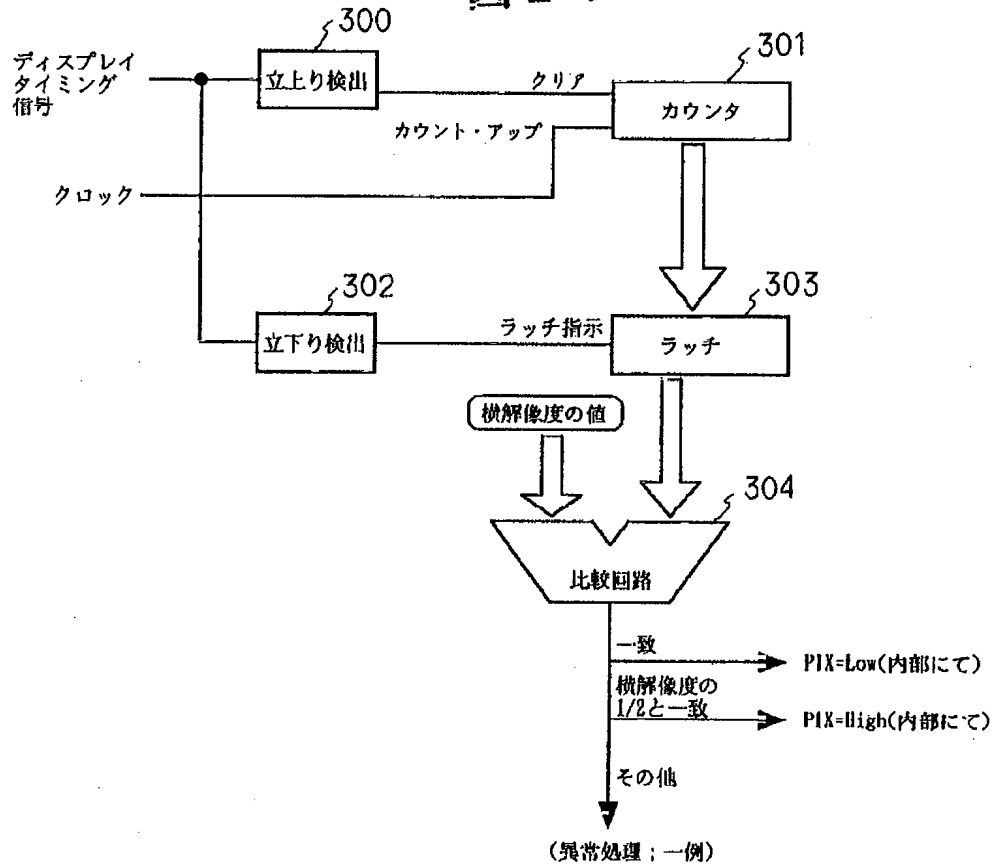 300
ディスプレイ
タイミング
信号
立上り検出
クリア
301
カウンタ
カウント・アップ
クロック
302
立下り検出
ラッチ指示
303
ラッチ
横解像度の値
304
比較回路
一致
PIX=Low(内部にて)
横解像度の
1/2と一致
PIX=High(内部にて)
その他
(異常処理;一例)